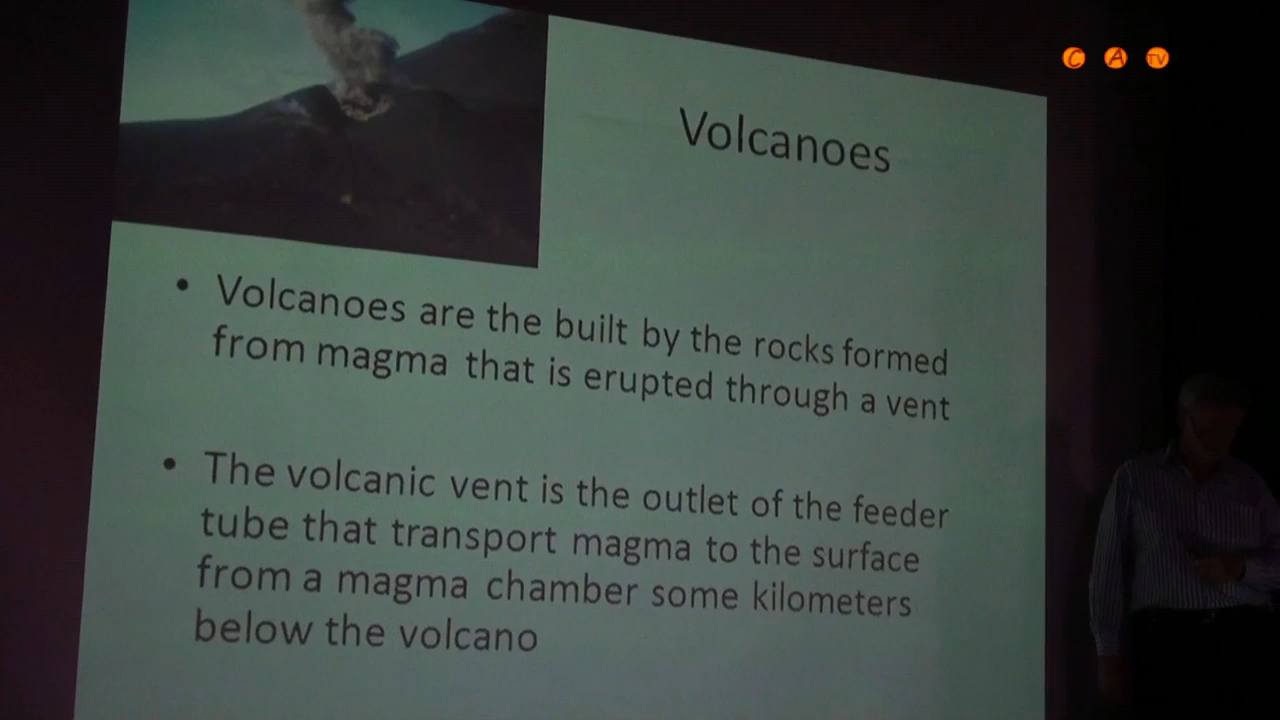 C A TV
Volcanoes
• Volcanoes are the built by the rocks formed
from magma that is erupted through a vent
• The volcanic vent is the outlet of the feeder
tube that transport magma to the surface
from a magma chamber some kilometers
below the volcano